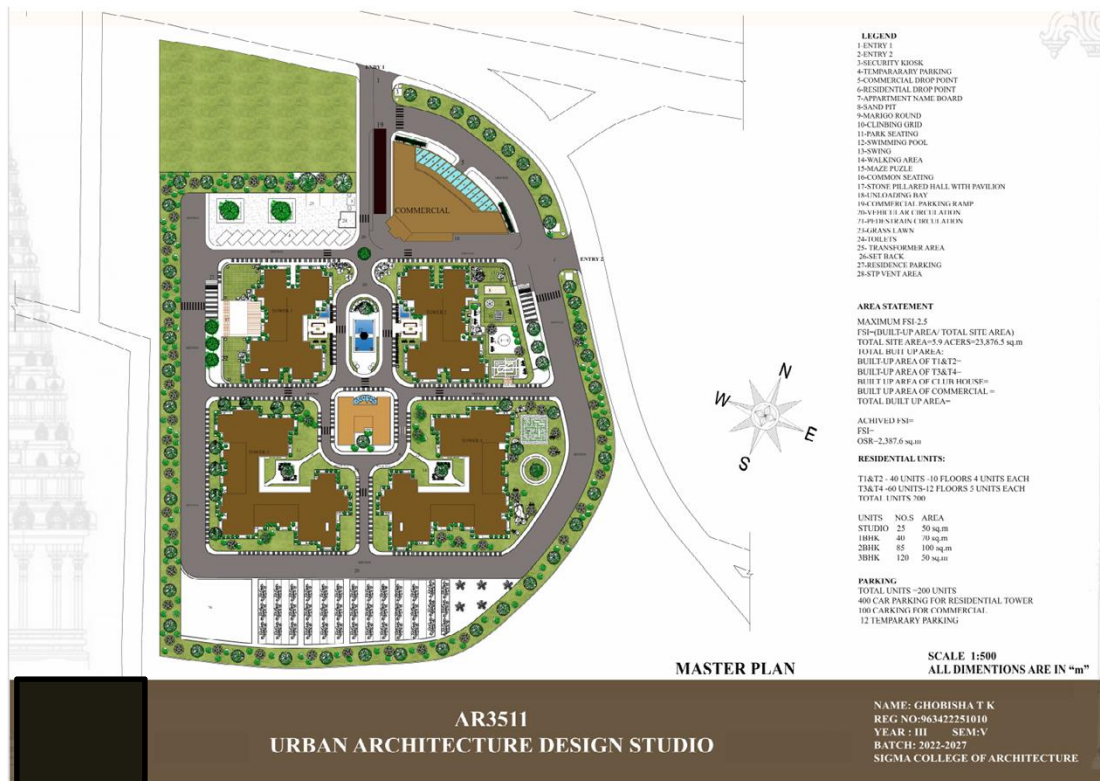 ENTRY 1
1
19
5
COMMERCIAL
18
ENTRY 2
TOWER 1
TOWER 2
LEGEND
1-ENTRY 1
2-ENTRY 2
3-SECURITY KIOSK
4-TEMPARARARY PARKING
5-COMMERCIAL DROP POINT
6-RESIDENTIAL DROP POINT
7-APPARTMENT NAME BOARD
8-SAND PIT
9-MARIGO ROUND
10-CLINBING GRID
11-PARK SEATING
12-SWIMMING POOL
13-SWING
14-WALKING AREA
15-MAZE PUZLE
16-COMMON SEATING
17-STONE PILLARED HALL WITH PAVILION
18-UNLOADING BAY
19-COMMERCIAL PARKING RAMP
20-VEHICULAR CIRCULATION
21-PEDESTRAIN CIRCULATION
23-GRASS LAWN
24-TOILETS
25- TRANSFORMER AREA
26-SET BACK
27-RESIDENCE PARKING
28-STP VENT AREA
AREA STATEMENT
MAXIMUM FSI-2.5
FSI=(BUILT-UP AREA/ TOTAL SITE AREA)
TOTAL SITE AREA=5.9 ACERS=23,876.5 sq.m
TOTAL BUIT UP AREA:
BUILT-UP AREA OF T1&T2=
BUILT-UP AREA OF T3&T4=
BUILT UP AREA OF CLUB HOUSE=
BUILT UP AREA OF COMMERCIAL =
TOTAL BUILT UP AREA=
ACHIVED FSI=
FSI=
OSR=2,387.6 sq.m
RESIDENTIAL UNITS:
T1&T2 - 40 UNITS -10 FLOORS 4 UNITS EACH
T3&T4 -60 UNITS-12 FLOORS 5 UNITS EACH
TOTAL UNITS 200
UNITS NO.S AREA
STUDIO 25 50 sq.m
1BHK 40 70 sq.m
2BHK 85 100 sq.m
3BHK 120 50 sq.m
PARKING
TOTAL UNITS =200 UNITS
400 CAR PARKING FOR RESIDENTIAL TOWER
100 CARKING FOR COMMERCIAL
12 TEMPARARY PARKING
N
W
E
S
MASTER PLAN
SCALE 1:500
ALL DIMENTIONS ARE IN “m”
AR3511
URBAN ARCHITECTURE DESIGN STUDIO
NAME: GHOBISHA T K
REG NO:963422251010
YEAR : III SEM:V
BATCH: 2022-2027
SIGMA COLLEGE OF ARCHITECTURE